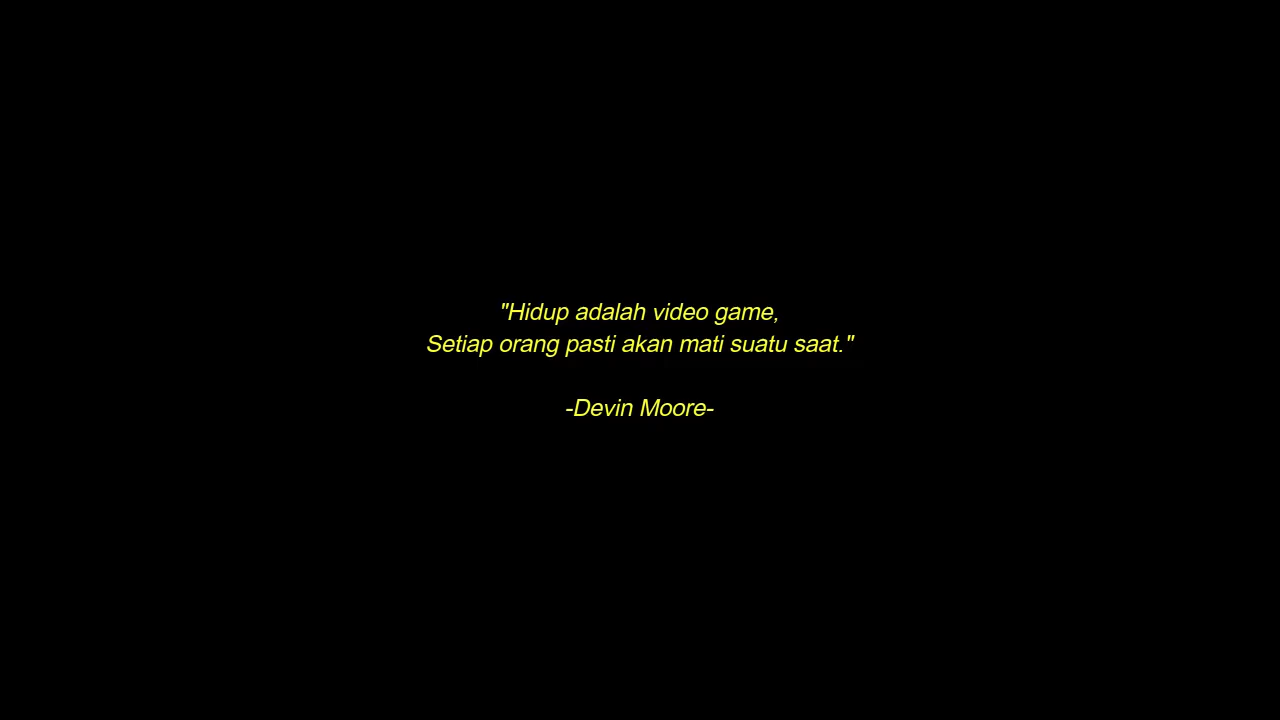 "Hidup adalah video game,
Setiap orang pasti akan mati suatu saat."
-Devin Moore-